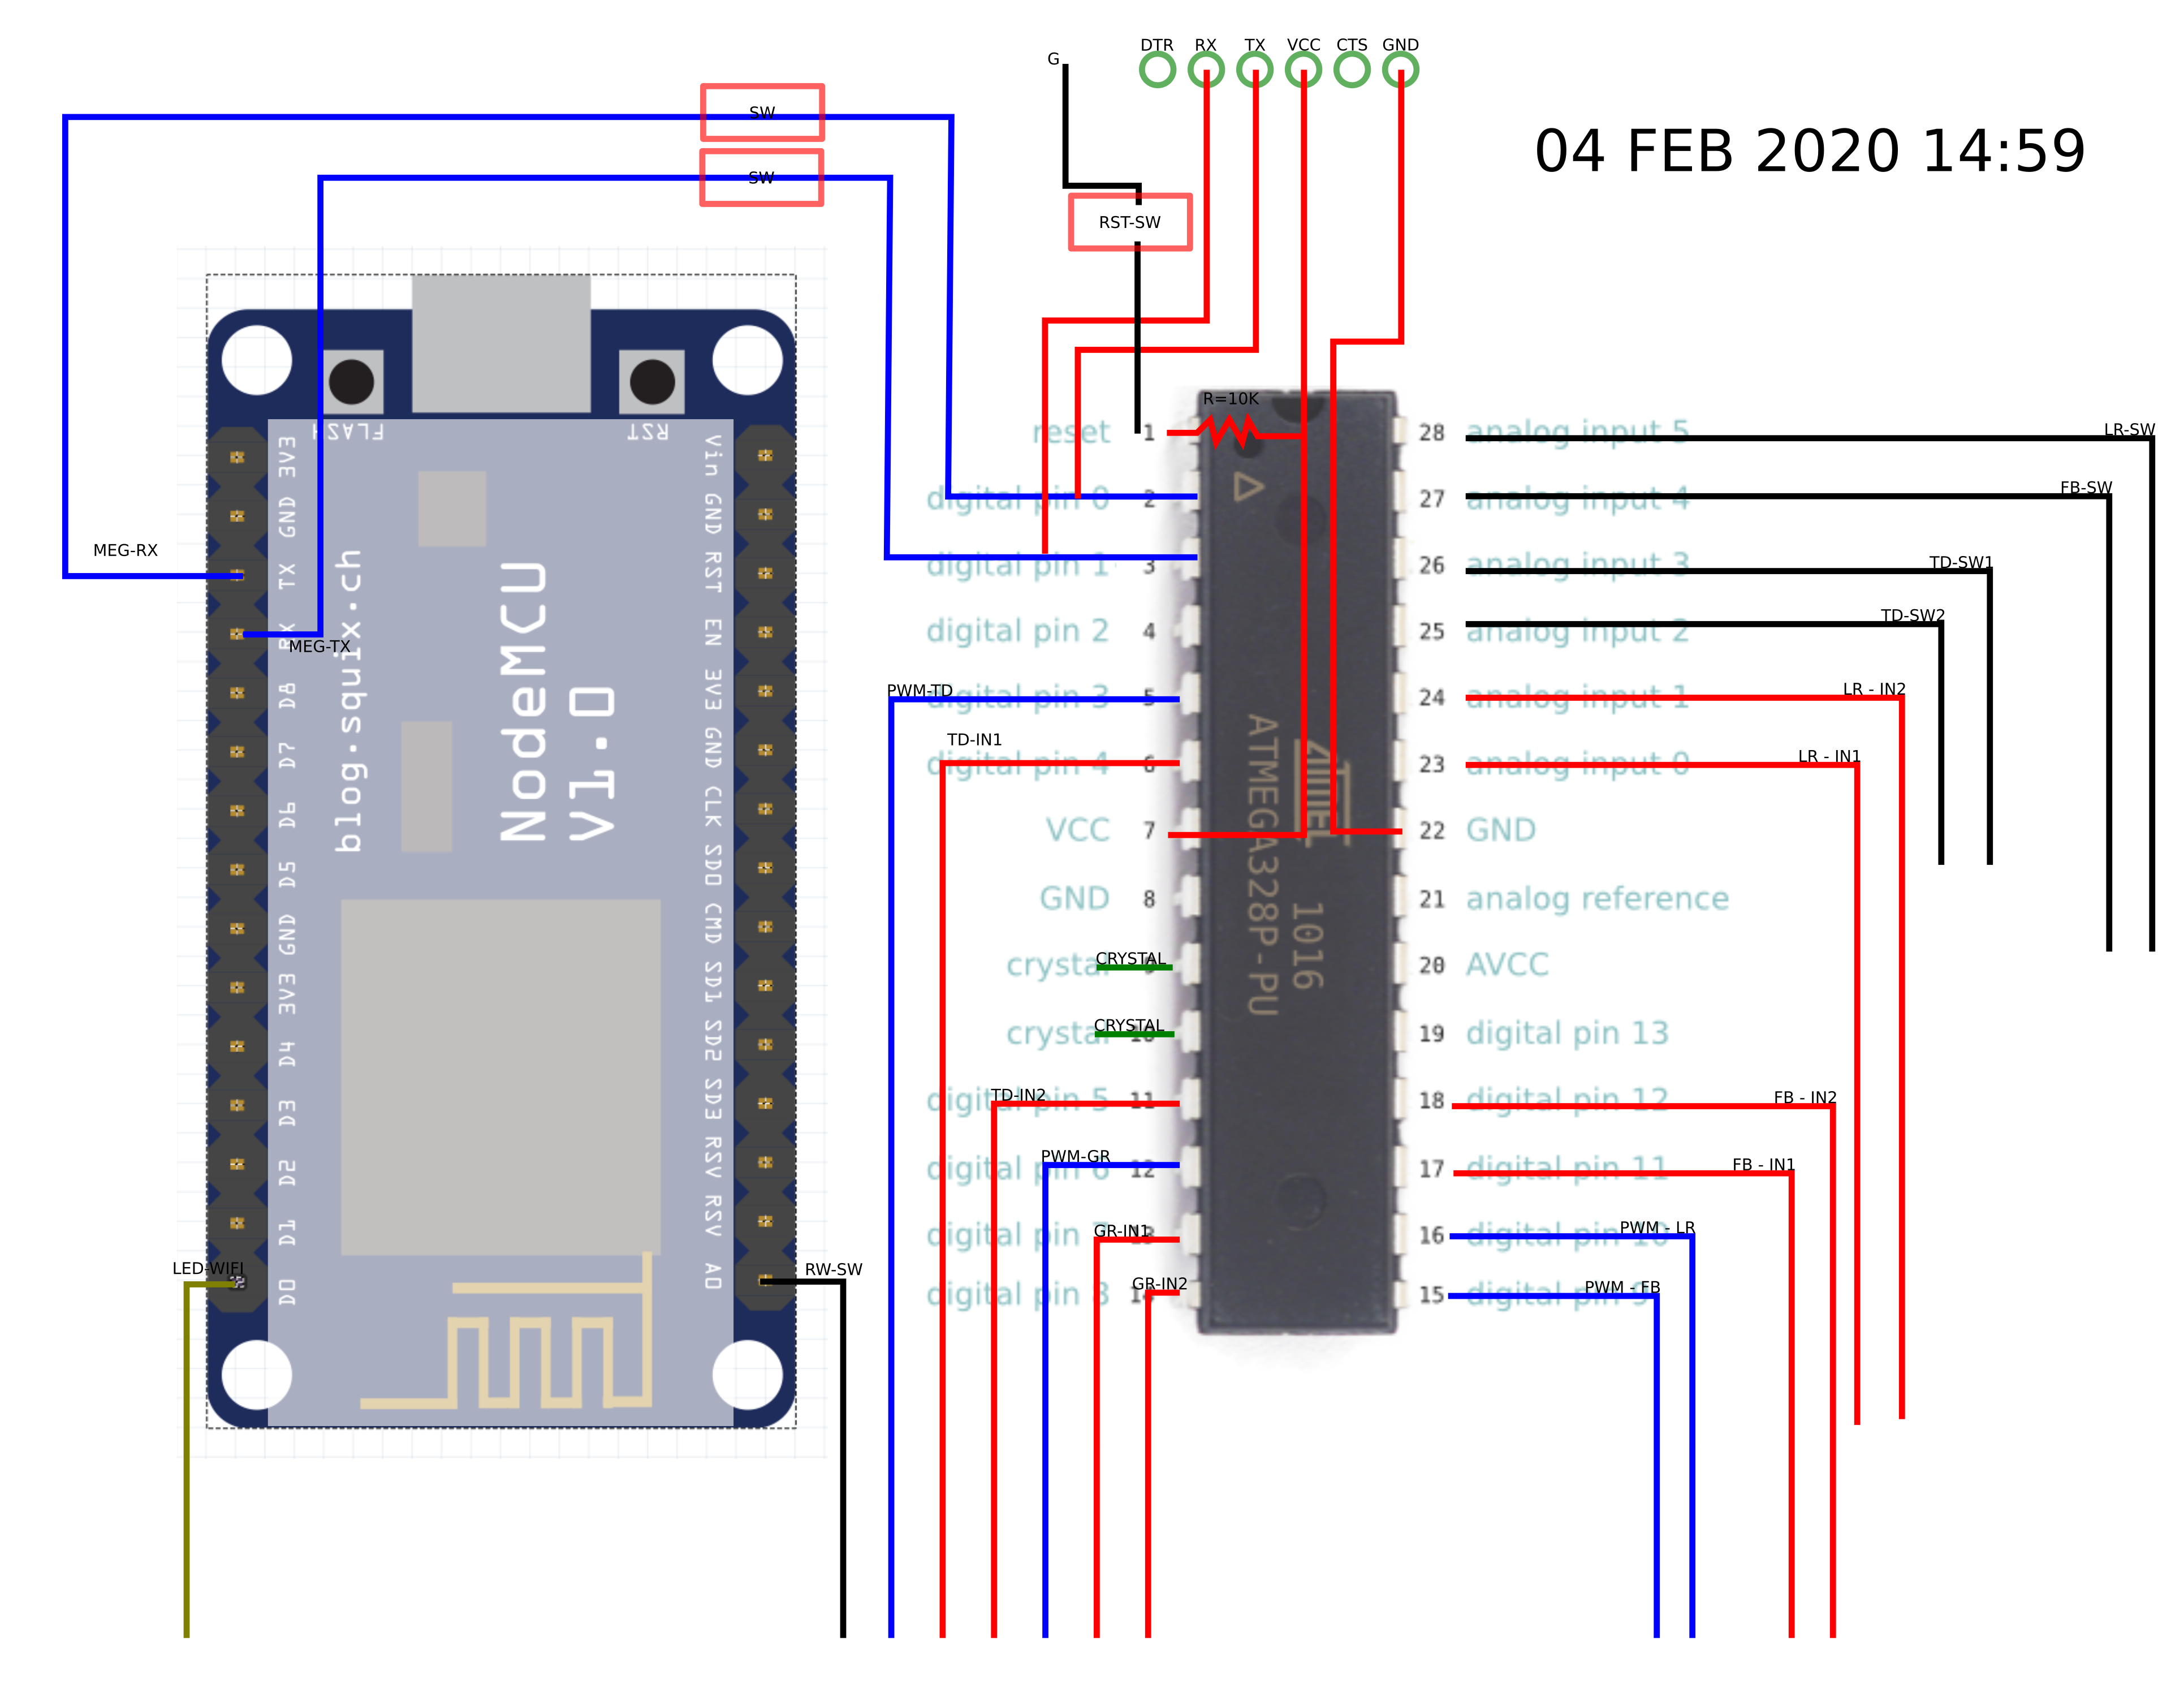 G
DTR RX TX VCC CTS GND
04 FEB 2020 14:59
SW
SW
RST-SW
R=10K
MEG-RX
MEG-TX
FLASH
RST
3V3
GND
TX
RX
D8
D7
D6
D5
GND
3V3
D4
D3
D2
D1
D0
blog.squix.ch
NodeMCU
V1.0
Vin
GND
RST
EN
3V3
GND
CLK
SD0
CMD
SD1
SD2
SD3
RSV
RSV
A0
LED-WIFI
RW-SW
reset 1
digital pin 0 2
digital pin 1 3
digital pin 2 4
PWM-TD
digital pin 3 5
TD-IN1
digital pin 4 6
VCC 7
GND 8
CRYSTAL
crystal 9
CRYSTAL
crystal 10
TD-IN2
digital pin 5 11
PWM-GR
digital pin 6 12
GR-IN1
digital pin 7 13
GR-IN2
digital pin 8 14
ATMEL
ATMEGA328P-PU
1016
28 analog input 5
LR-SW
27 analog input 4
FB-SW
26 analog input 3
TD-SW1
25 analog input 2
TD-SW2
24 analog input 1
LR - IN2
23 analog input 0
LR - IN1
22 GND
21 analog reference
20 AVCC
19 digital pin 13
18 digital pin 12
FB - IN2
17 digital pin 11
FB - IN1
16 digital pin 10
PWM - LR
15 digital pin 9
PWM - FB